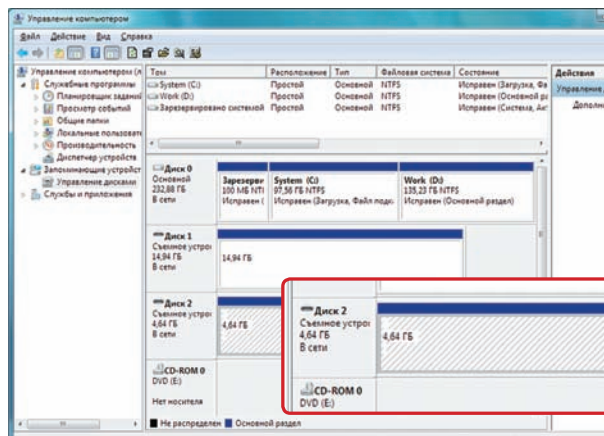 Управление компьютером
Файл Действие Вид Справка
Управление компьютером (л
Служебные программы
Планировщик заданий
Просмотр событий
Общие папки
Локальные пользовате
Производительность
Диспетчер устройств
Запоминающие устройст
Управление дисками
Службы и приложения
Том Расположение Тип Файловая система Состояние
System (C:) Простой Основной NTFS Исправен (Загрузка, Фа
Work (D:) Простой Основной NTFS Исправен (Основной ра
Зарезервировано системой Простой Основной NTFS Исправен (Система, Ак
Действия
Управление
Дополн
Диск 0
Основной
232,88 ГБ
В сети
Зарезерв
100 МБ NTF
Исправен (
System (C:)
97,56 ГБ NTFS
Исправен (Загрузка, Файл подк
Work (D:)
135,23 ГБ NTFS
Исправен (Основной раздел)
Диск 1
Съемное устрої
14,94 ГБ
В сети
14,94 ГБ
Диск 2
Съемное устрої
4,64 ГБ
В сети
4,64 ГБ
CD-ROM 0
DVD (E:)
Нет носителя
Не распределен Основной раздел
Диск 2
Съемное устрої
4,64 ГБ
В сети
4,64 ГБ
CD-ROM 0
DVD (E:)